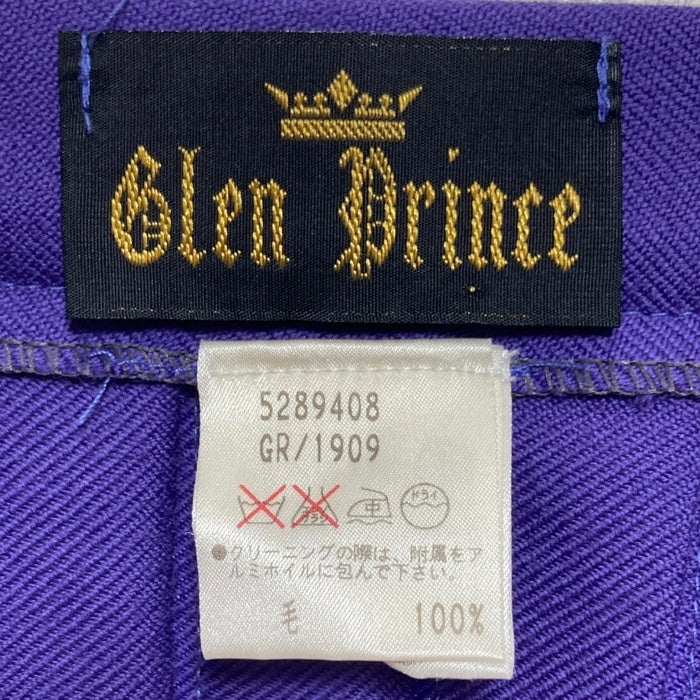 Glen Prince
5289408
GR/1909
中 ドライ
●クリーニングの際は、附属をア
ルミホイルに包んで下さい。
毛 100%